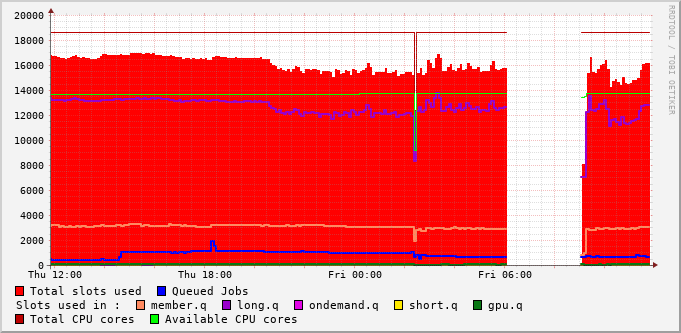 20000
18000
16000
14000
12000
10000
8000
6000
4000
2000
0
Thu 12:00 Thu 18:00 Fri 00:00 Fri 06:00
RRDTOOL / TOBI OETIKER
Total slots used Queued Jobs
Slots used in : member.q long.q ondemand.q short.q gpu.q
Total CPU cores Available CPU cores